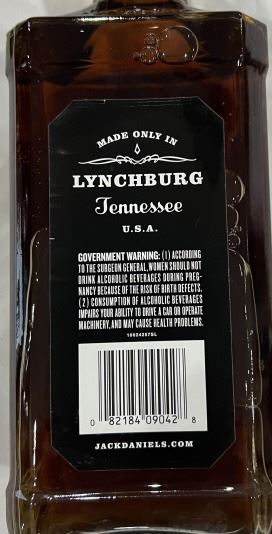 MADE ONLY IN
LYNCHBURG
Tennessee
U.S.A.
GOVERNMENT WARNING: (1) ACCORDING
TO THE SURGEON GENERAL, WOMEN SHOULD NOT
DRINK ALCOHOLIC BEVERAGES DURING PREG-
NANCY BECAUSE OF THE RISK OF BIRTH DEFECTS.
(2) CONSUMPTION OF ALCOHOLIC BEVERAGES
IMPAIRS YOUR ABILITY TO DRIVE A CAR OR OPERATE
MACHINERY, AND MAY CAUSE HEALTH PROBLEMS.
0 82184 09042 8
JACKDANIELS.COM